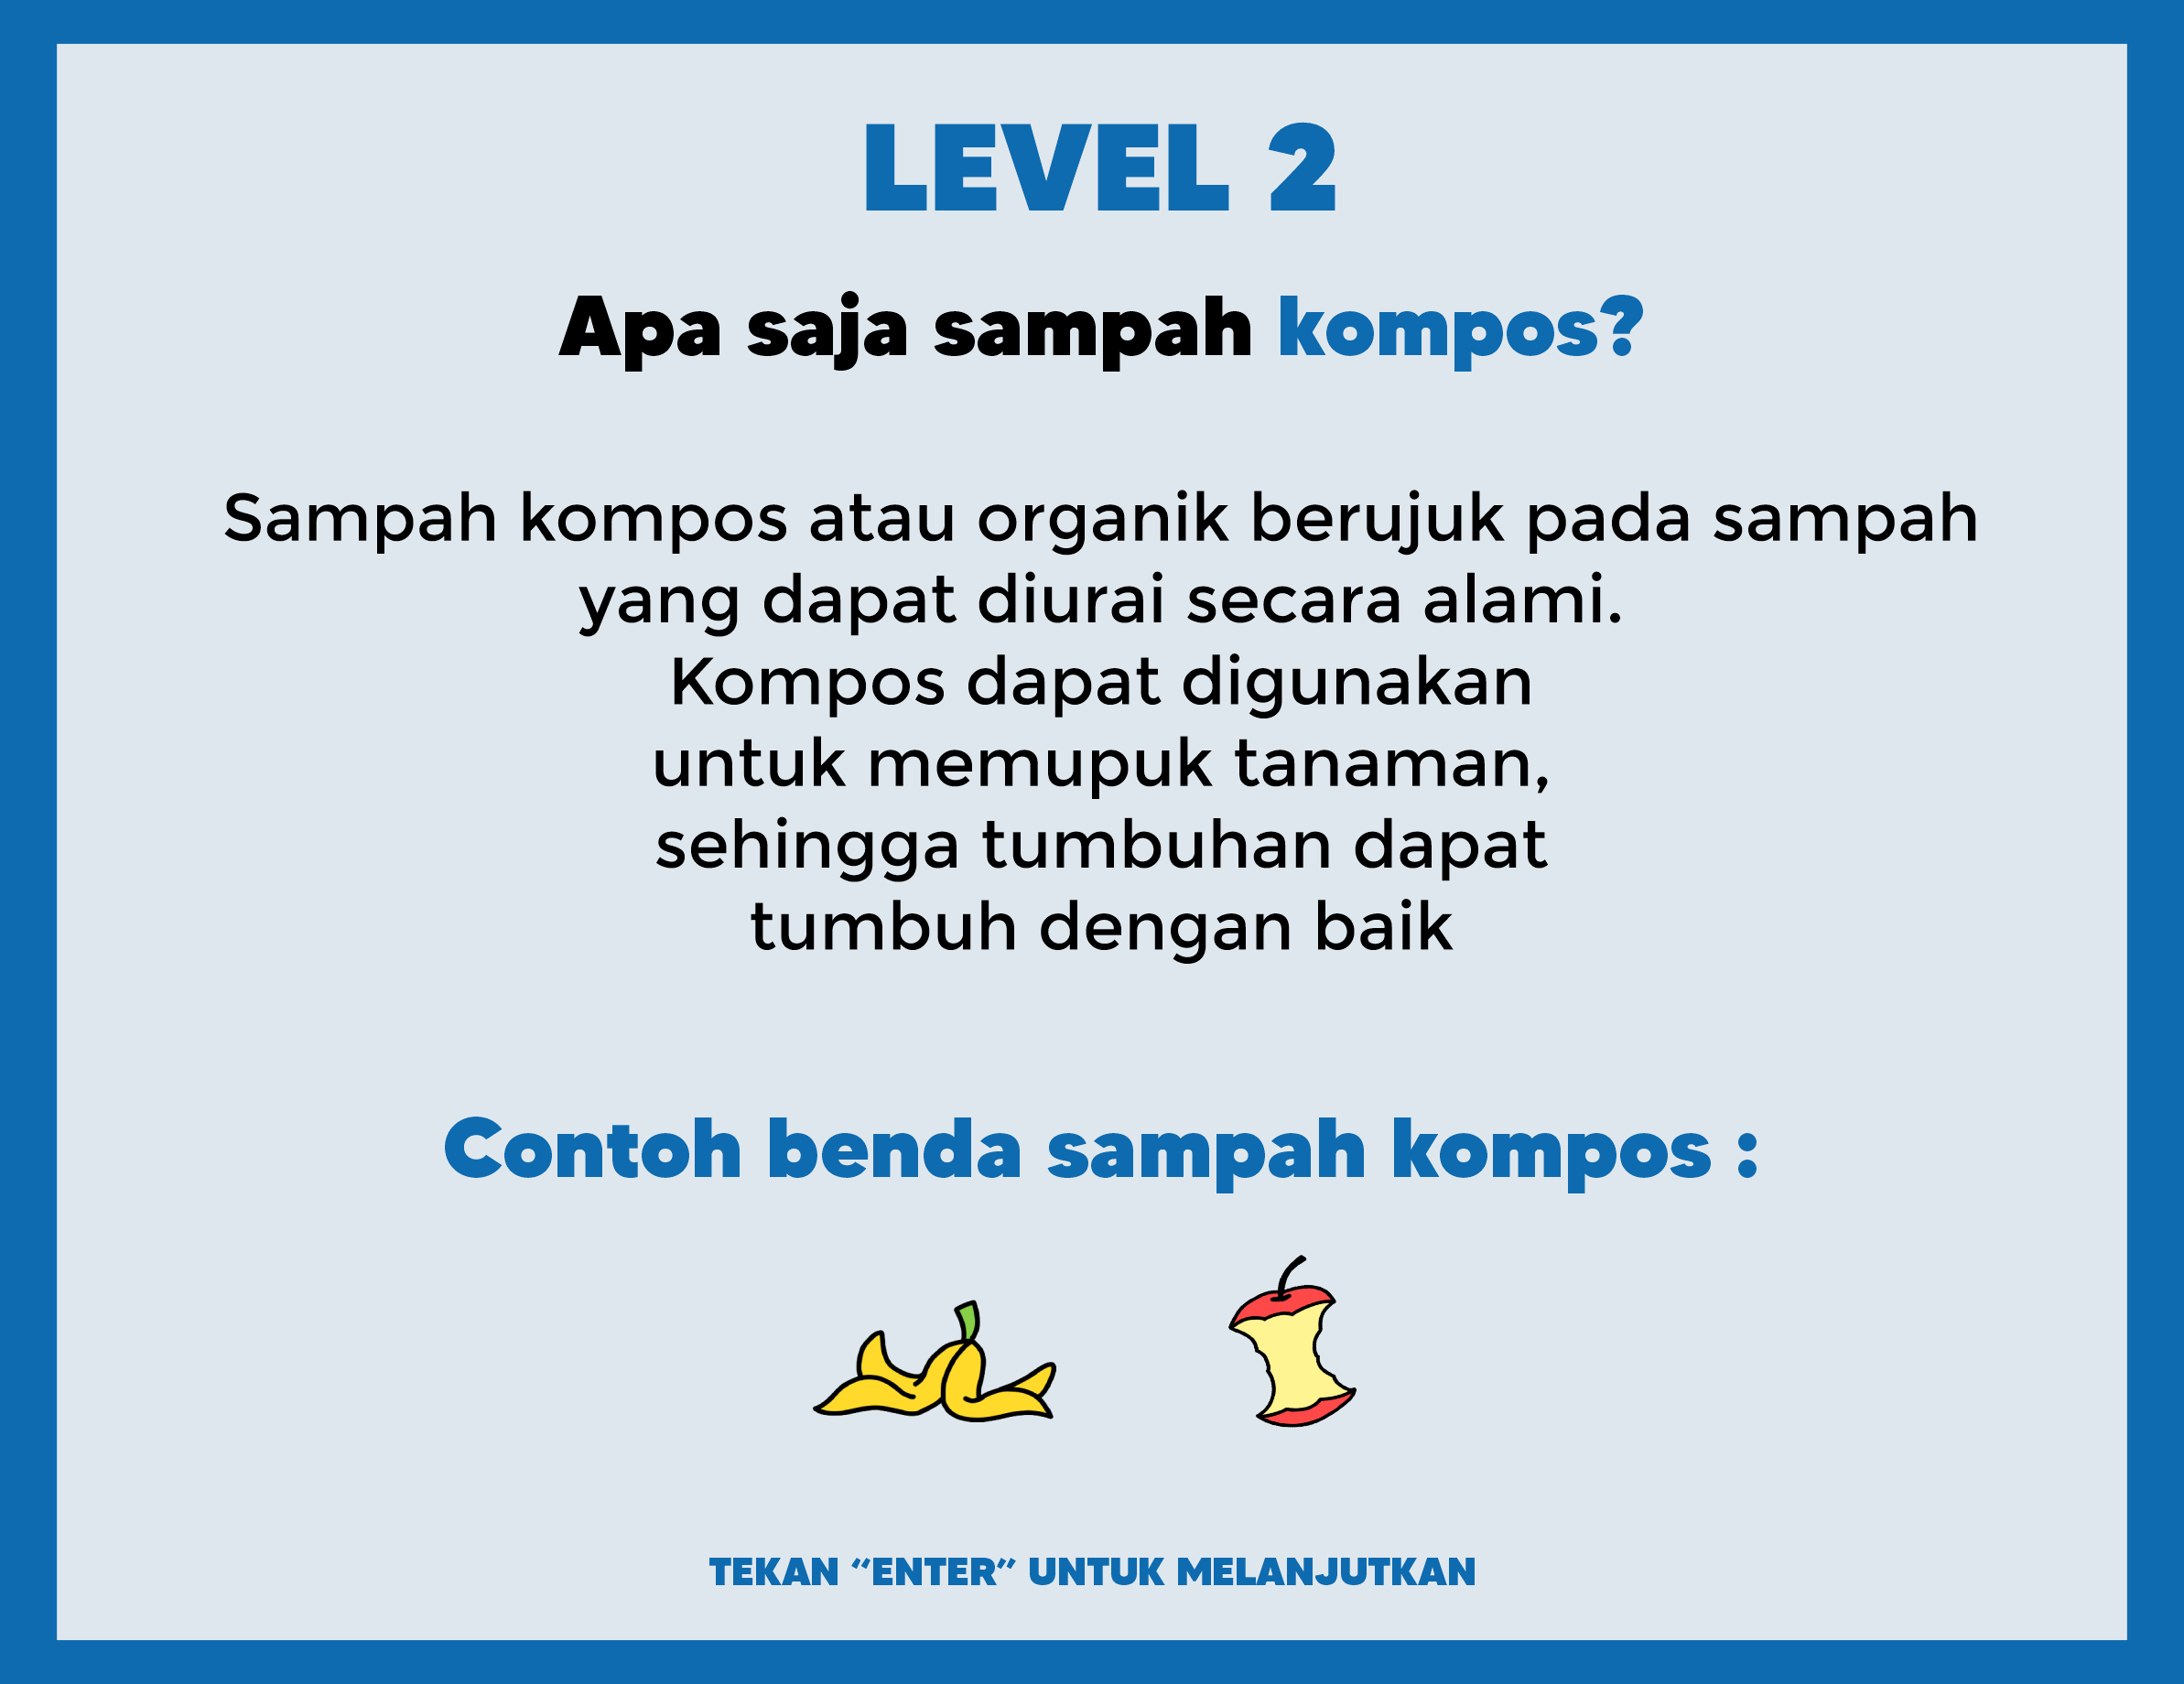 LEVEL 2
Apa saja sampah kompos?
Sampah kompos atau organik berujuk pada sampah
yang dapat diurai secara alami.
Kompos dapat digunakan
untuk memupuk tanaman,
sehingga tumbuhan dapat
tumbuh dengan baik
Contoh benda sampah kompos :
TEKAN “ENTER” UNTUK MELANJUTKAN